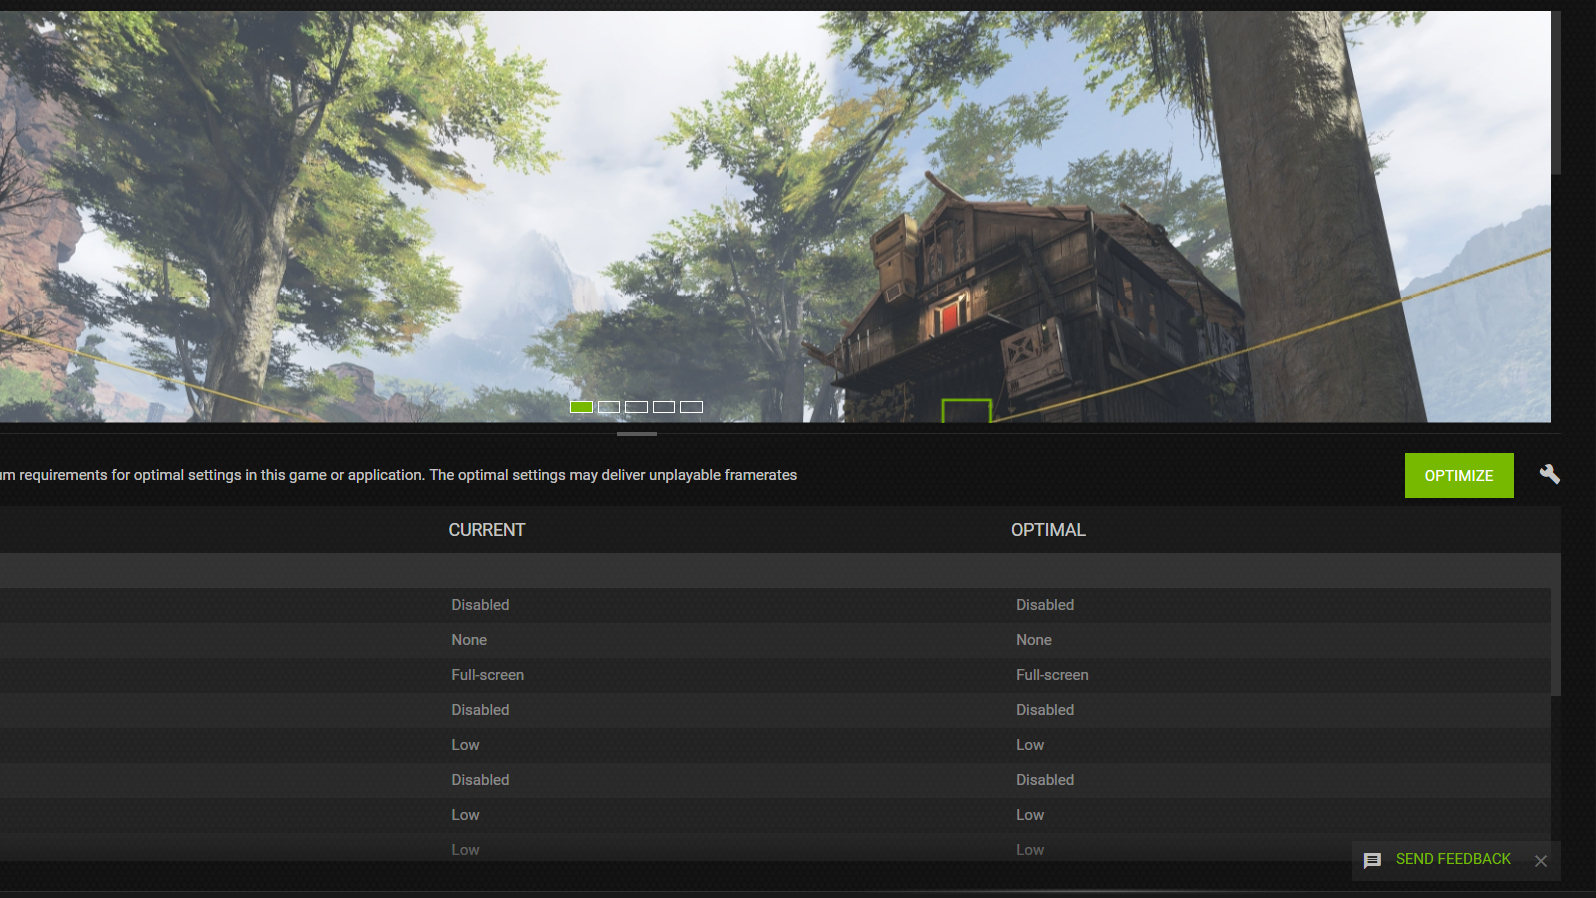 requirements for optimal settings in this game or application. The optimal settings may deliver unplayable framerates
OPTIMIZE
CURRENT OPTIMAL
Disabled Disabled
None None
Full-screen Full-screen
Disabled Disabled
Low Low
Disabled Disabled
Low Low
Low Low
SEND FEEDBACK